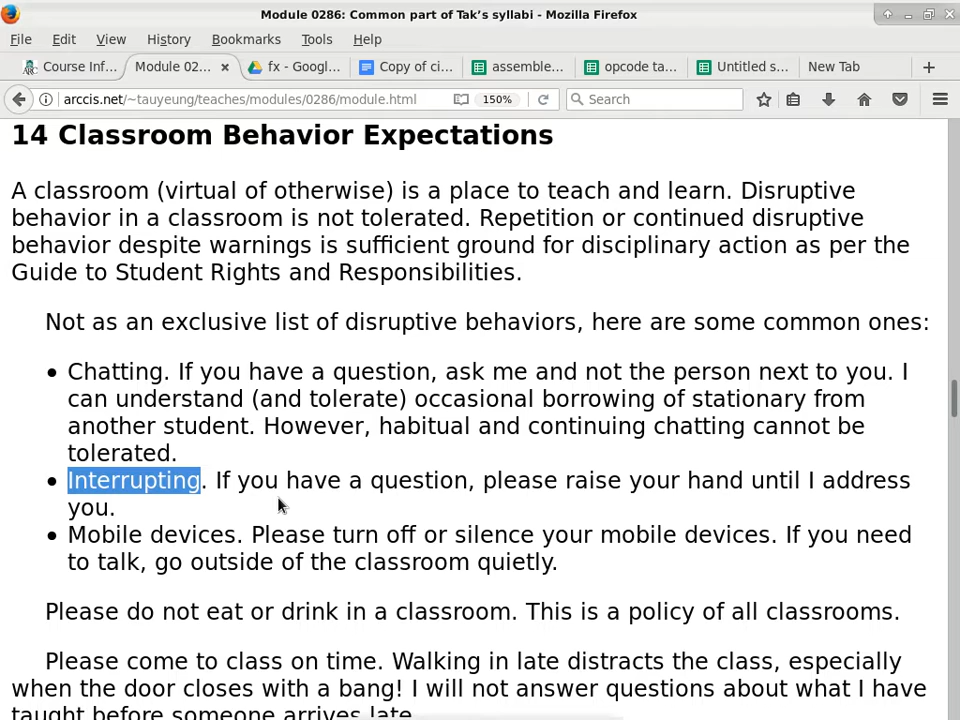 Module 0286: Common part of Tak's syllabi - Mozilla Firefox
File Edit View History Bookmarks Tools Help
Course Inf... Module 02... × fx - Googl... Copy of ci... assemble... opcode ta... Untitled s... New Tab +
arccis.net/~tauyeung/teaches/modules/0286/module.html 150% Search
14 Classroom Behavior Expectations
A classroom (virtual of otherwise) is a place to teach and learn. Disruptive
behavior in a classroom is not tolerated. Repetition or continued disruptive
behavior despite warnings is sufficient ground for disciplinary action as per the
Guide to Student Rights and Responsibilities.
Not as an exclusive list of disruptive behaviors, here are some common ones:
• Chatting. If you have a question, ask me and not the person next to you. I
can understand (and tolerate) occasional borrowing of stationary from
another student. However, habitual and continuing chatting cannot be
tolerated.
• Interrupting. If you have a question, please raise your hand until I address
you.
• Mobile devices. Please turn off or silence your mobile devices. If you need
to talk, go outside of the classroom quietly.
Please do not eat or drink in a classroom. This is a policy of all classrooms.
Please come to class on time. Walking in late distracts the class, especially
when the door closes with a bang! I will not answer questions about what I have
taught before someone arrives late.